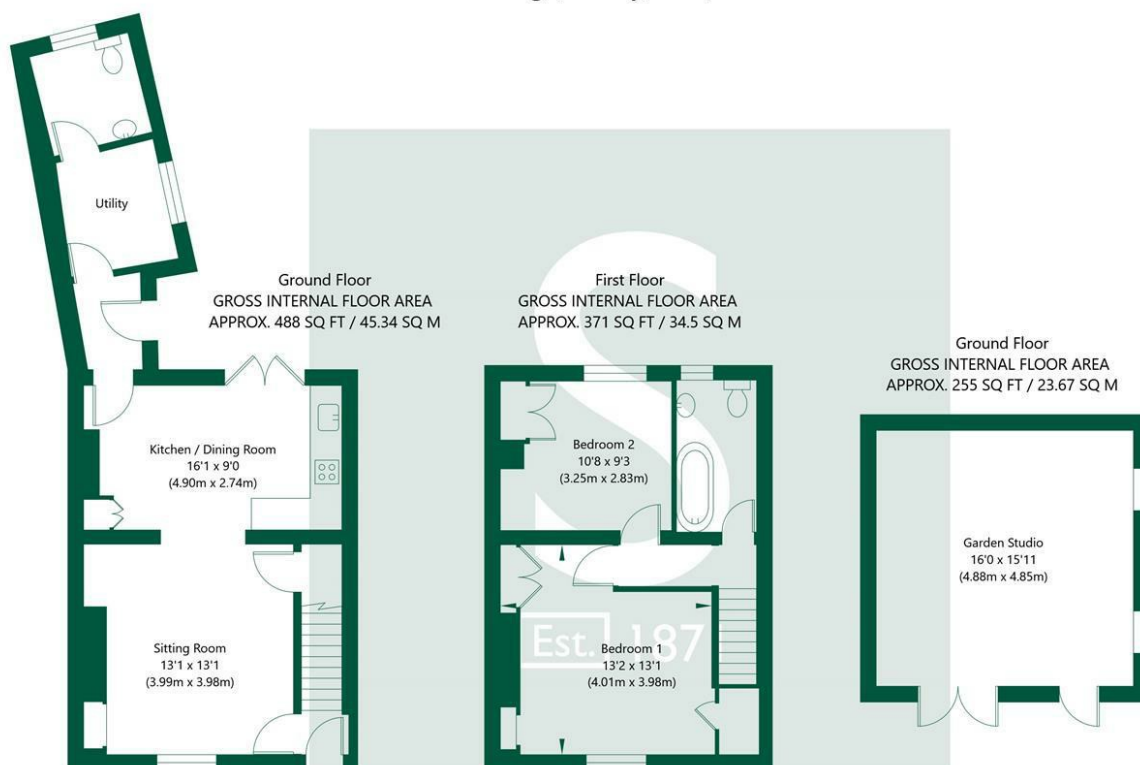 Utility
Ground Floor
GROSS INTERNAL FLOOR AREA
APPROX. 488 SQ FT / 45.34 SQ M
First Floor
GROSS INTERNAL FLOOR AREA
APPROX. 371 SQ FT / 34.5 SQ M
Ground Floor
GROSS INTERNAL FLOOR AREA
APPROX. 255 SQ FT / 23.67 SQ M
Kitchen / Dining Room
16'1 x 9'0
(4.90m x 2.74m)
Bedroom 2
10'8 x 9'3
(3.25m x 2.83m)
Garden Studio
16'0 x 15'11
(4.88m x 4.85m)
Sitting Room
13'1 x 13'1
(3.99m x 3.98m)
Bedroom 1
13'2 x 13'1
(4.01m x 3.98m)
S
Est. 187